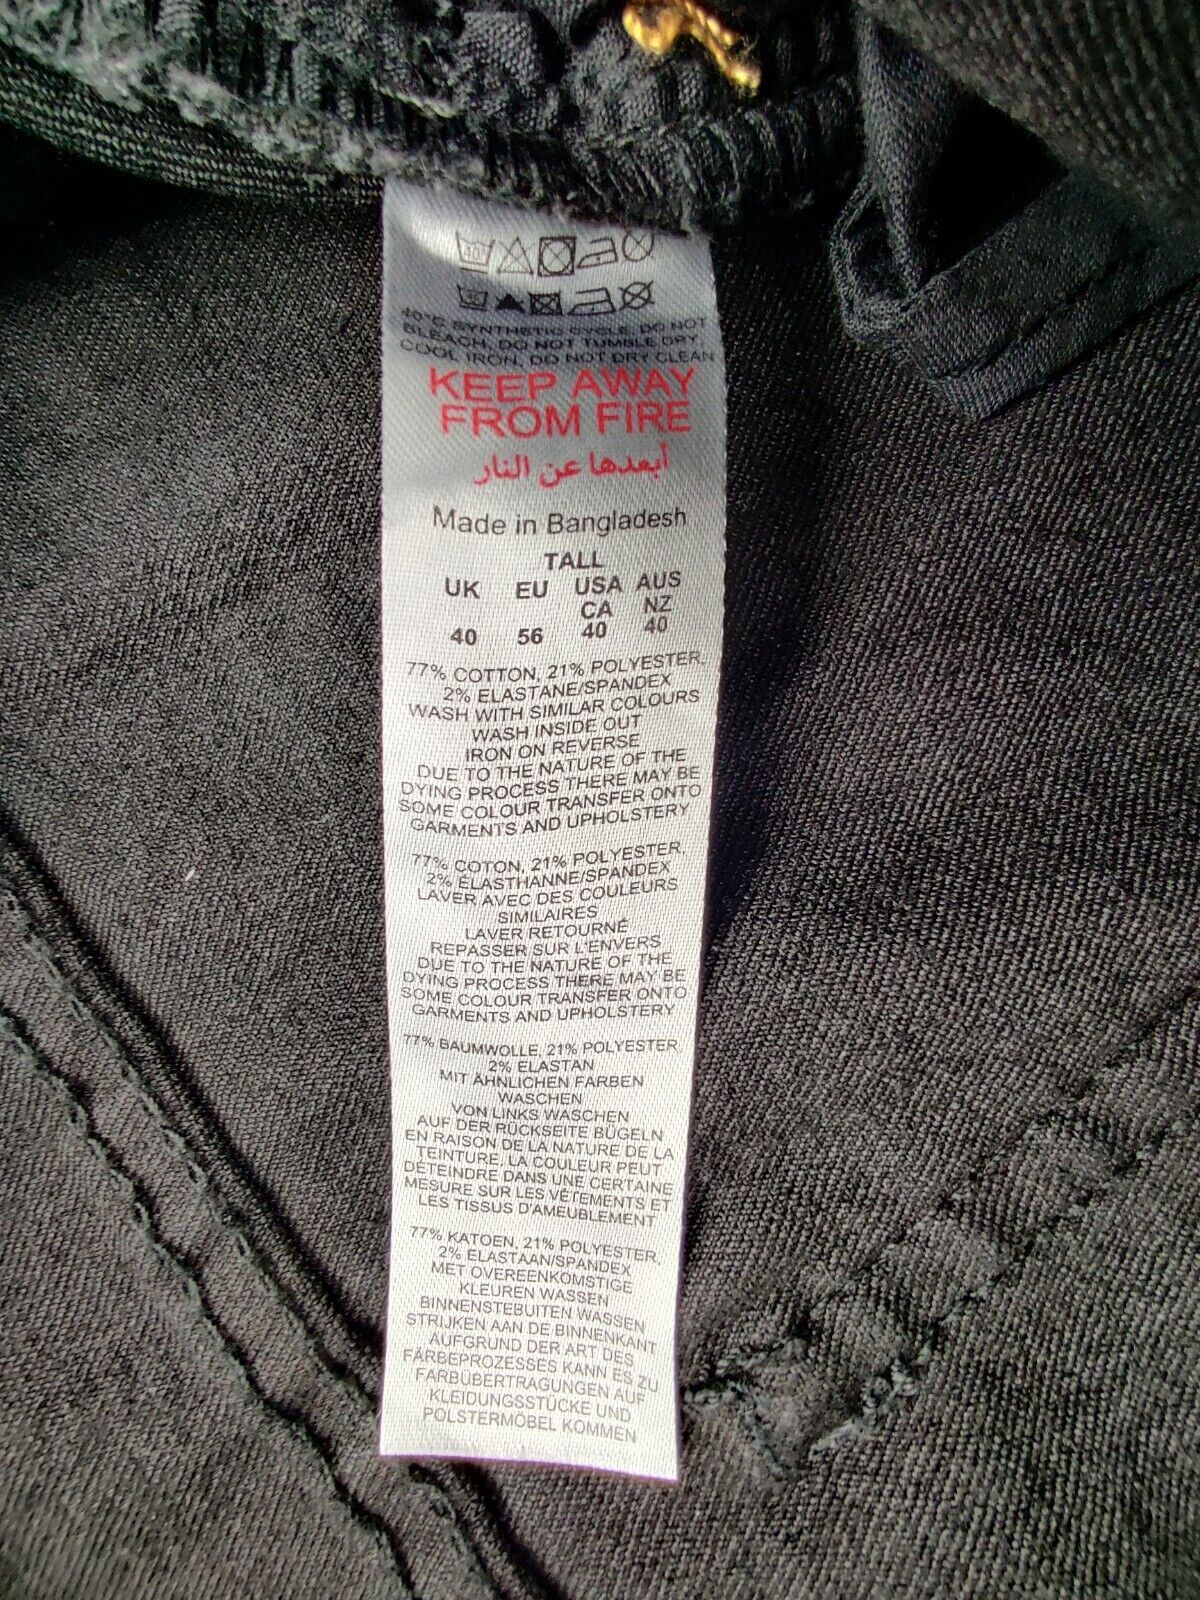 40°C SYNTHETIC CYCLE, DO NOT
BLEACH, DO NOT TUMBLE DRY
COOL IRON, DO NOT DRY CLEAN
KEEP AWAY
FROM FIRE
أبعدها عن النار
Made in Bangladesh
TALL
UK EU USA AUS
CA NZ
40 56 40 40
77% COTTON, 21% POLYESTER,
2% ELASTANE/SPANDEX
WASH WITH SIMILAR COLOURS
WASH INSIDE OUT
IRON ON REVERSE
DUE TO THE NATURE OF THE
DYING PROCESS THERE MAY BE
SOME COLOUR TRANSFER ONTO
GARMENTS AND UPHOLSTERY
77% COTON, 21% POLYESTER,
2% ELASTHANNE/SPANDEX
LAVER AVEC DES COULEURS
SIMILAIRES
LAVER RETOURNÉ
REPASSER SUR L'ENVERS
DUE TO THE NATURE OF THE
DYING PROCESS THERE MAY BE
SOME COLOUR TRANSFER ONTO
GARMENTS AND UPHOLSTERY
77% BAUMWOLLE, 21% POLYESTER
2% ELASTAN
MIT ÄHNLICHEN FARBEN
WASCHEN
VON LINKS WASCHEN
AUF DER RÜCKSEITE BÜGELN
EN RAISON DE LA NATURE DE LA
TEINTURE, LA COULEUR PEUT
DÉTEINDRE DANS UNE CERTAINE
MESURE SUR LES VÊTEMENTS ET
LES TISSUS D'AMEUBLEMENT
77% KATOEN, 21% POLYESTER,
2% ELASTAAN/SPANDEX
MET OVEREENKOMSTIGE
KLEUREN WASSEN
BINNENSTEBUITEN WASSEN
STRIJKEN AAN DE BINNENKANT
AUFGRUND DER ART DES
FÄRBEPROZESSES KANN ES ZU
FARBÜBERTRAGUNGEN AUF
KLEIDUNGSSTÜCKE UND
POLSTERMÖBEL KOMMEN